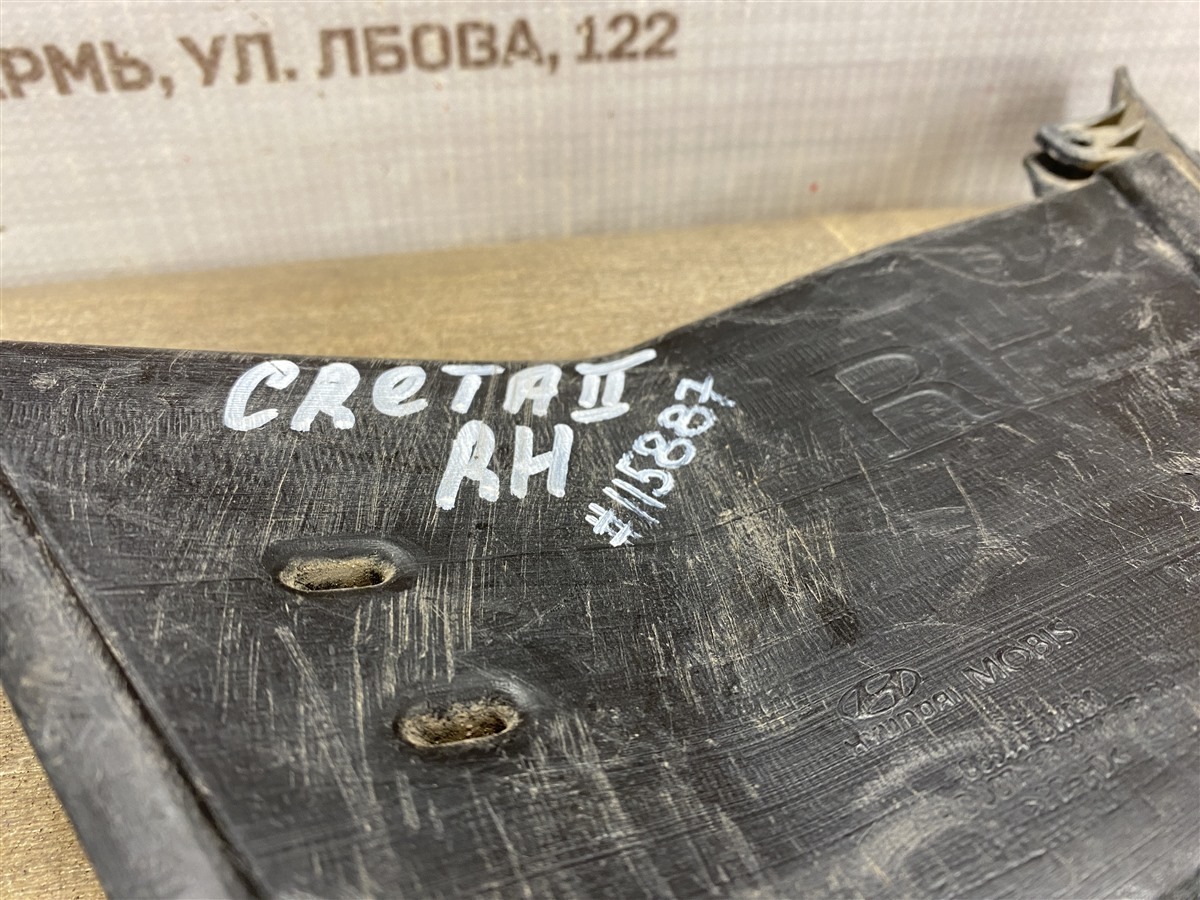 РМЬ, УЛ. ЛБОВА, 122
CRETA II
RH
#115887
R
HYUNDAI MOBIS